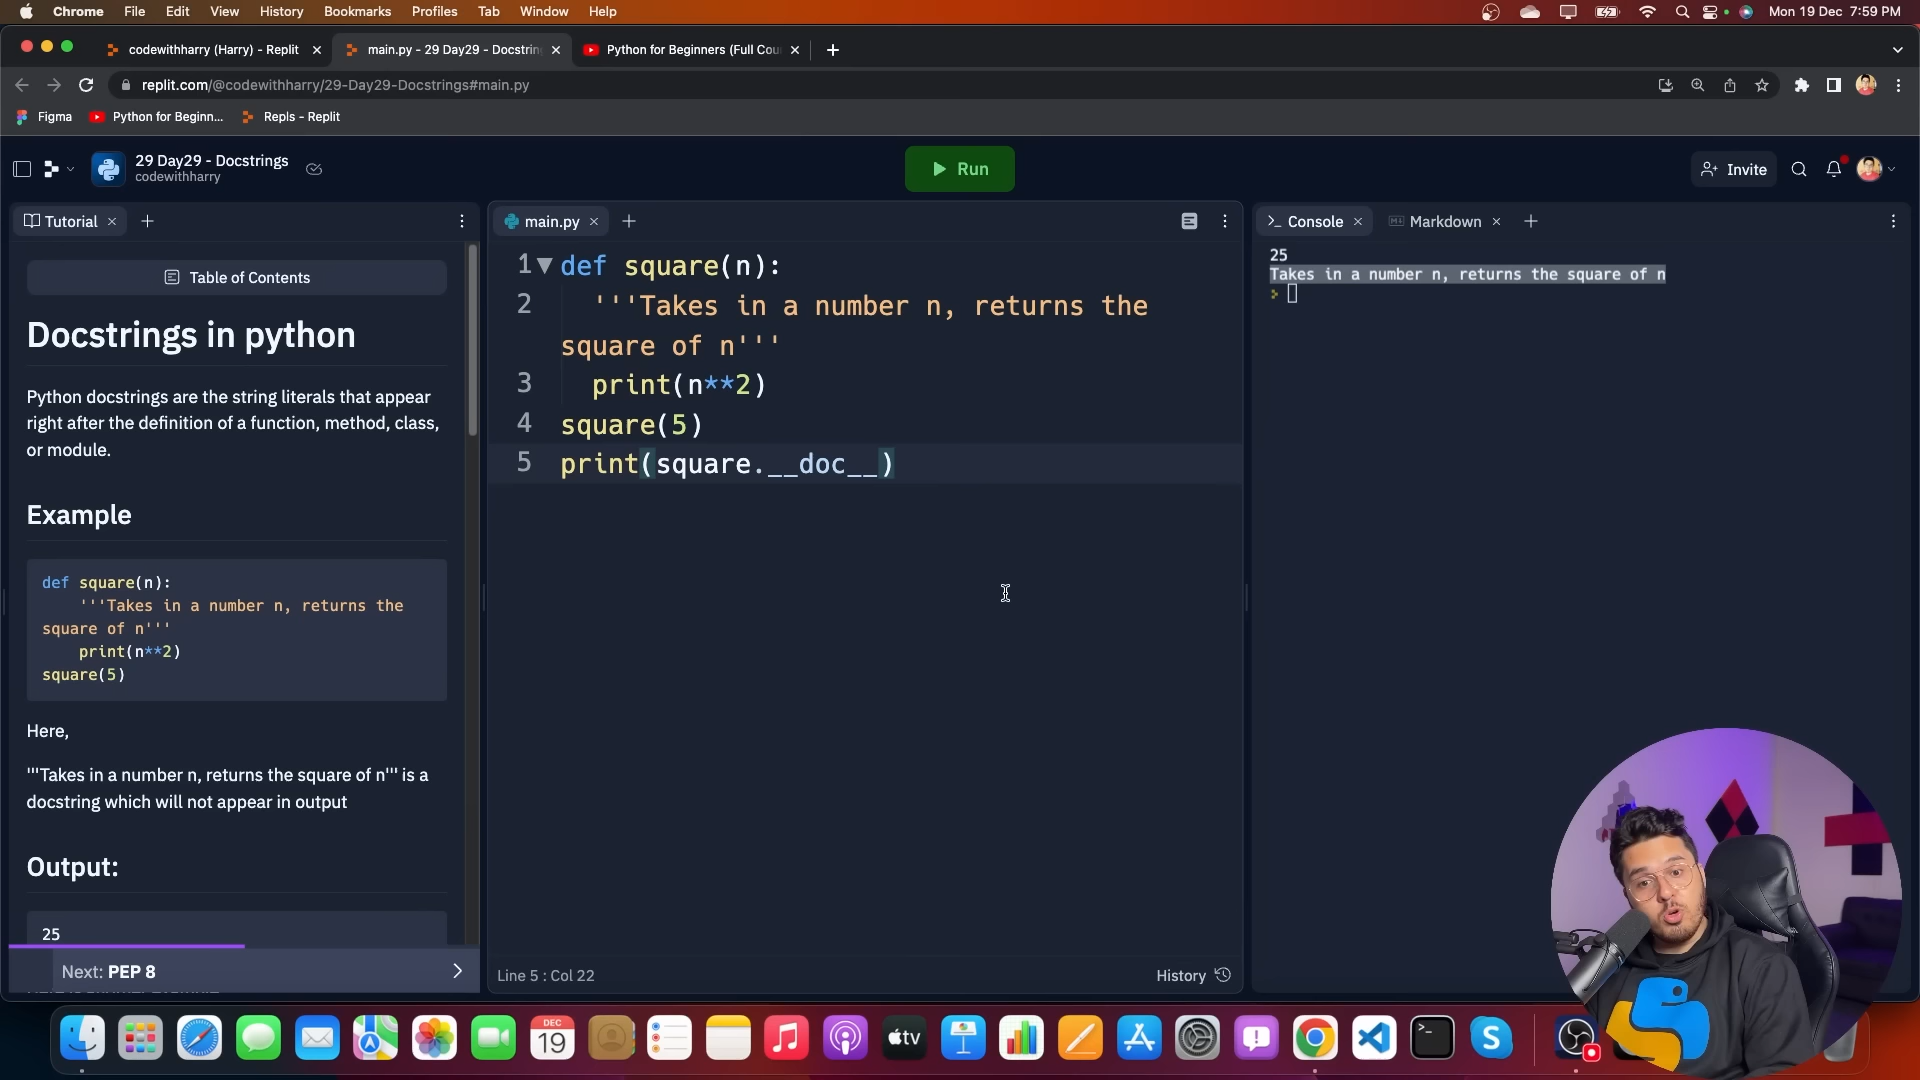 Chrome File Edit View History Bookmarks Profiles Tab Window Help Mon 19 Dec 7:59 PM
codewithharry (Harry) - Replit main.py - 29 Day29 - Docstrin Python for Beginners (Full Cou
replit.com/@codewithharry/29-Day29-Docstrings#main.py
Figma Python for Beginn... Repls - Replit
29 Day29 - Docstrings
codewithharry
Run
Invite
Tutorial
Table of Contents
Docstrings in python
Python docstrings are the string literals that appear
right after the definition of a function, method, class,
or module.
Example
def square(n):
'''Takes in a number n, returns the
square of n'''
print(n**2)
square(5)
Here,
'''Takes in a number n, returns the square of n''' is a
docstring which will not appear in output
Output:
25
Next: PEP 8
main.py
1 def square(n):
2 '''Takes in a number n, returns the
square of n'''
3 print(n**2)
4 square(5)
5 print(square.__doc__)
Line 5 : Col 22
History
Console Markdown
25
Takes in a number n, returns the square of n
DEC
19
tv